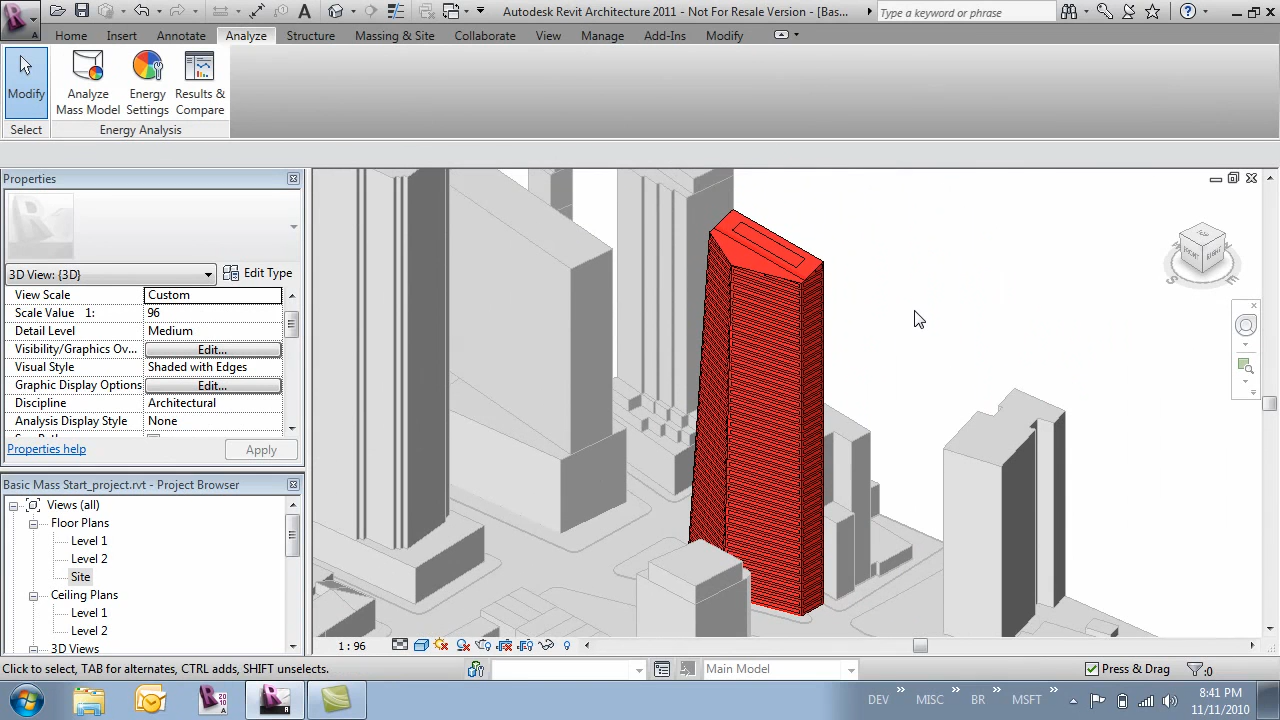 Autodesk Revit Architecture 2011 - Not For Resale Version - [Bas...
Type a keyword or phrase
Home Insert Annotate Analyze Structure Massing & Site Collaborate View Manage Add-Ins Modify
Modify
Analyze Mass Model
Energy Settings
Results & Compare
Select
Energy Analysis
Properties
3D View: {3D}
Edit Type
View Scale Custom
Scale Value 1: 96
Detail Level Medium
Visibility/Graphics Ov... Edit...
Visual Style Shaded with Edges
Graphic Display Options Edit...
Discipline Architectural
Analysis Display Style None
Properties help
Apply
Basic Mass Start_project.rvt - Project Browser
Views (all)
Floor Plans
Level 1
Level 2
Site
Ceiling Plans
Level 1
Level 2
3D Views
TOP
FRONT
RIGHT
S
E
1 : 96
Click to select, TAB for alternates, CTRL adds, SHIFT unselects.
Main Model
Press & Drag
:0
DEV » MISC » BR » MSFT »
8:41 PM
11/11/2010